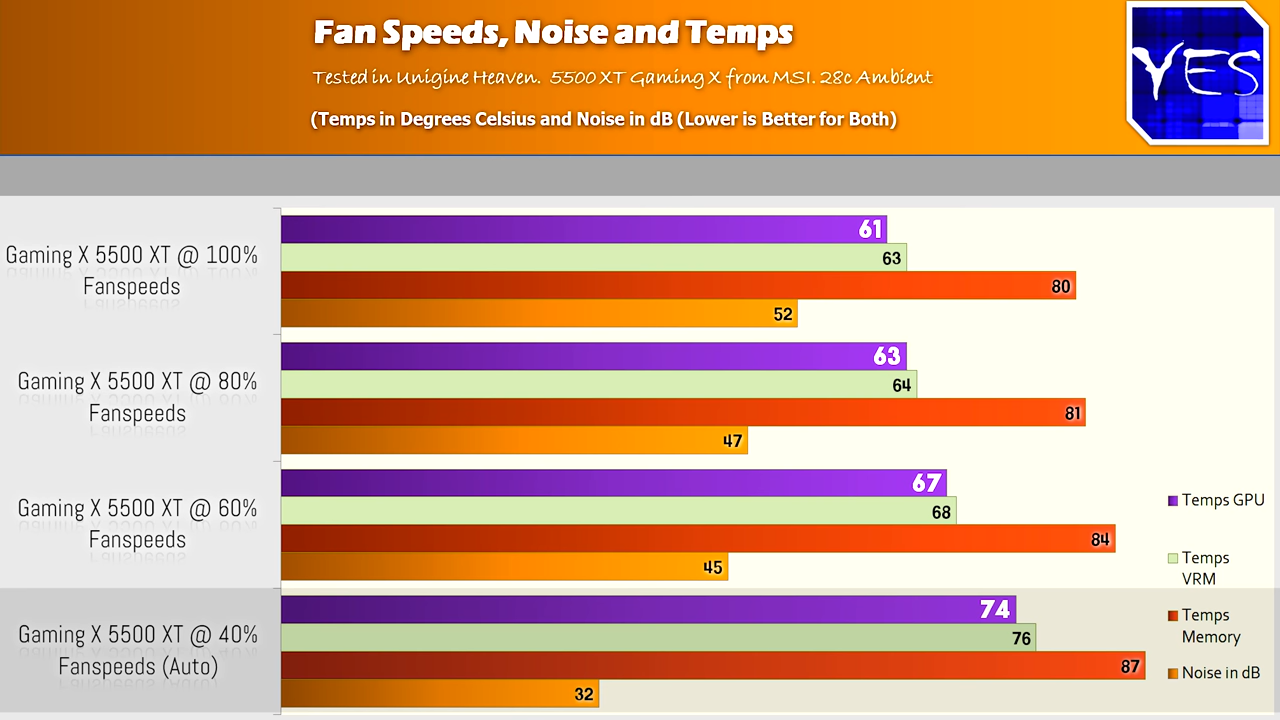 Fan Speeds, Noise and Temps
Tested in Unigine Heaven. 5500 XT Gaming X from MSI. 28c Ambient
(Temps in Degrees Celsius and Noise in dB (Lower is Better for Both)
YES
Gaming X 5500 XT @ 100%
Fanspeeds
61
63
80
52
Gaming X 5500 XT @ 80%
Fanspeeds
63
64
81
47
Gaming X 5500 XT @ 60%
Fanspeeds
67
68
84
45
Gaming X 5500 XT @ 40%
Fanspeeds (Auto)
74
76
87
32
Temps GPU
Temps
VRM
Temps
Memory
Noise in dB